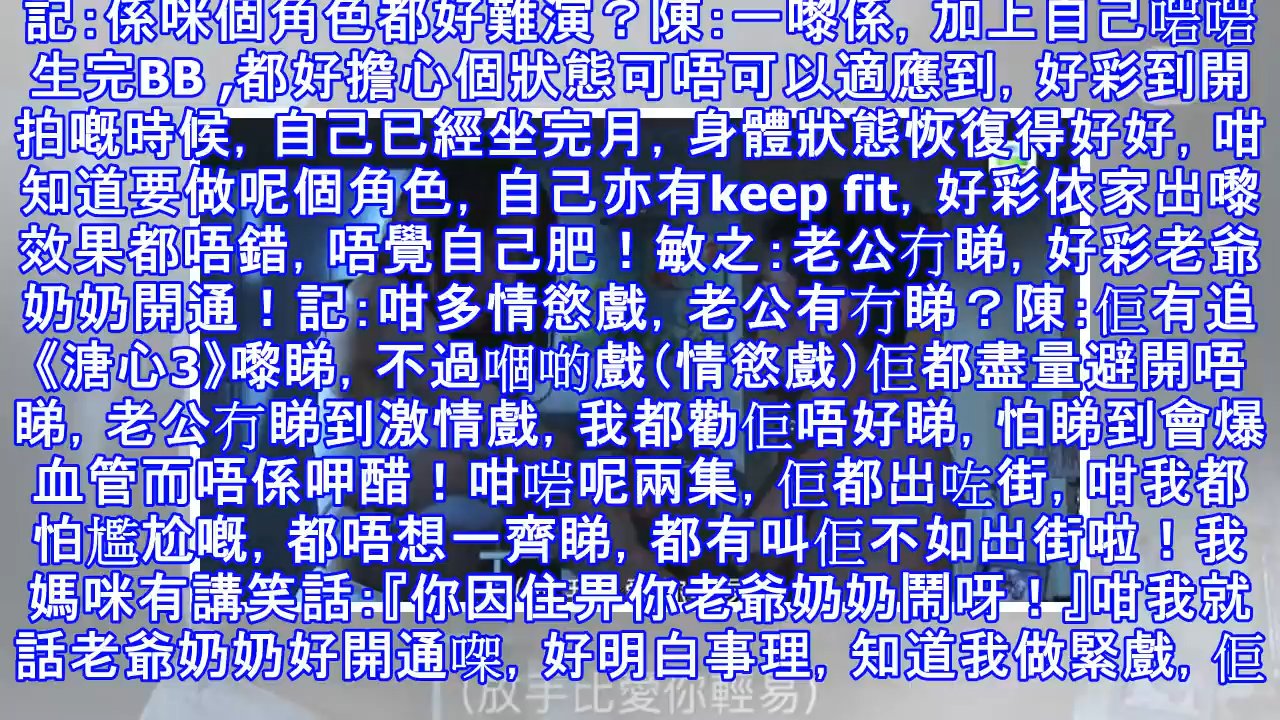 記:係咪個角色都好難演？陳:一嚟係, 加上自己啱啱
生完BB ,都好擔心個狀態可唔可以適應到, 好彩到開
拍嘅時候, 自己已經坐完月, 身體狀態恢復得好好, 咁
知道要做呢個角色, 自己亦有keep fit, 好彩依家出嚟
效果都唔錯, 唔覺自己肥！敏之:老公冇睇, 好彩老爺
奶奶開通！記:咁多情慾戲, 老公有冇睇？陳:佢有追
《溏心3》嚟睇, 不過嗰啲戲(情慾戲)佢都盡量避開唔
睇, 老公冇睇到激情戲, 我都勸佢唔好睇, 怕睇到會爆
血管而唔係呷醋！咁啱呢兩集, 佢都出咗街, 咁我都
怕尷尬嘅, 都唔想一齊睇, 都有叫佢不如出街啦！我
媽咪有講笑話:『你因住畀你老爺奶奶鬧呀！』咁我就
話老爺奶奶好開通㗎, 好明白事理, 知道我做緊戲, 佢
(放手比愛你輕易)